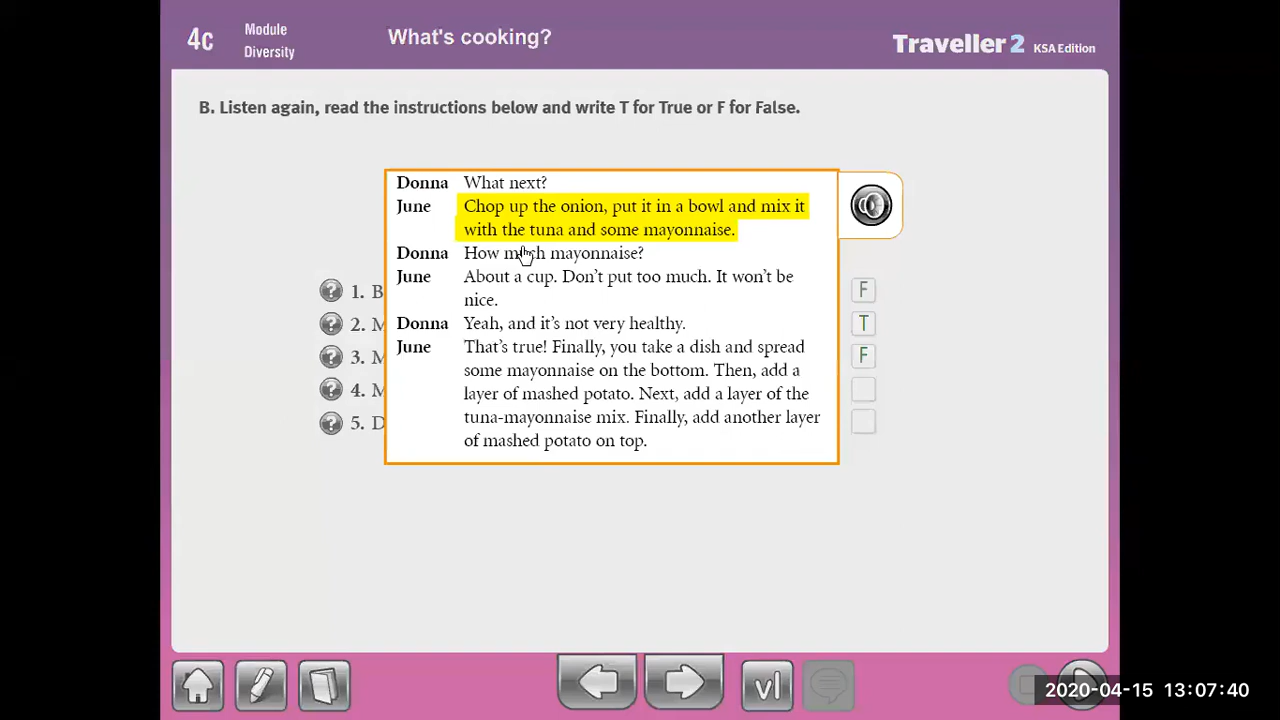 4c
Module
Diversity
What's cooking?
Traveller 2 KSA Edition
B. Listen again, read the instructions below and write T for True or F for False.
Donna What next?
June Chop up the onion, put it in a bowl and mix it
with the tuna and some mayonnaise.
Donna How much mayonnaise?
June About a cup. Don't put too much. It won't be
nice.
Donna Yeah, and it's not very healthy.
June That's true! Finally, you take a dish and spread
some mayonnaise on the bottom. Then, add a
layer of mashed potato. Next, add a layer of the
tuna-mayonnaise mix. Finally, add another layer
of mashed potato on top.
? 1. B F
? 2. M T
? 3. M F
? 4. M
? 5. D
vl
2020-04-15 13:07:40